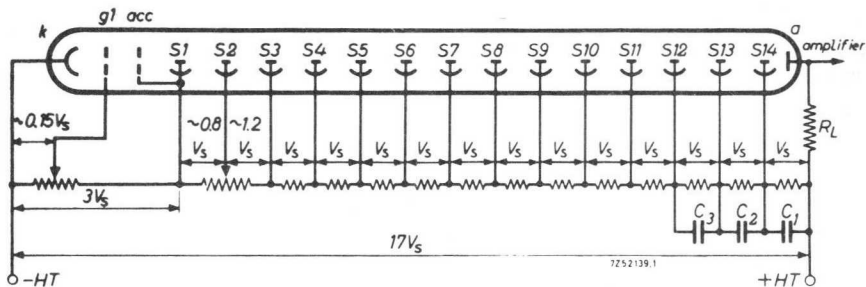 g1 acc
k S1 S2 S3 S4 S5 S6 S7 S8 S9 S10 S11 S12 S13 S14 a
amplifier
~0.15Vs ~0.8 ~1.2 RL
Vs Vs Vs Vs Vs Vs Vs Vs Vs Vs Vs Vs Vs Vs
3Vs C3 C2 C1
17Vs
7Z52139.1
-HT +HT